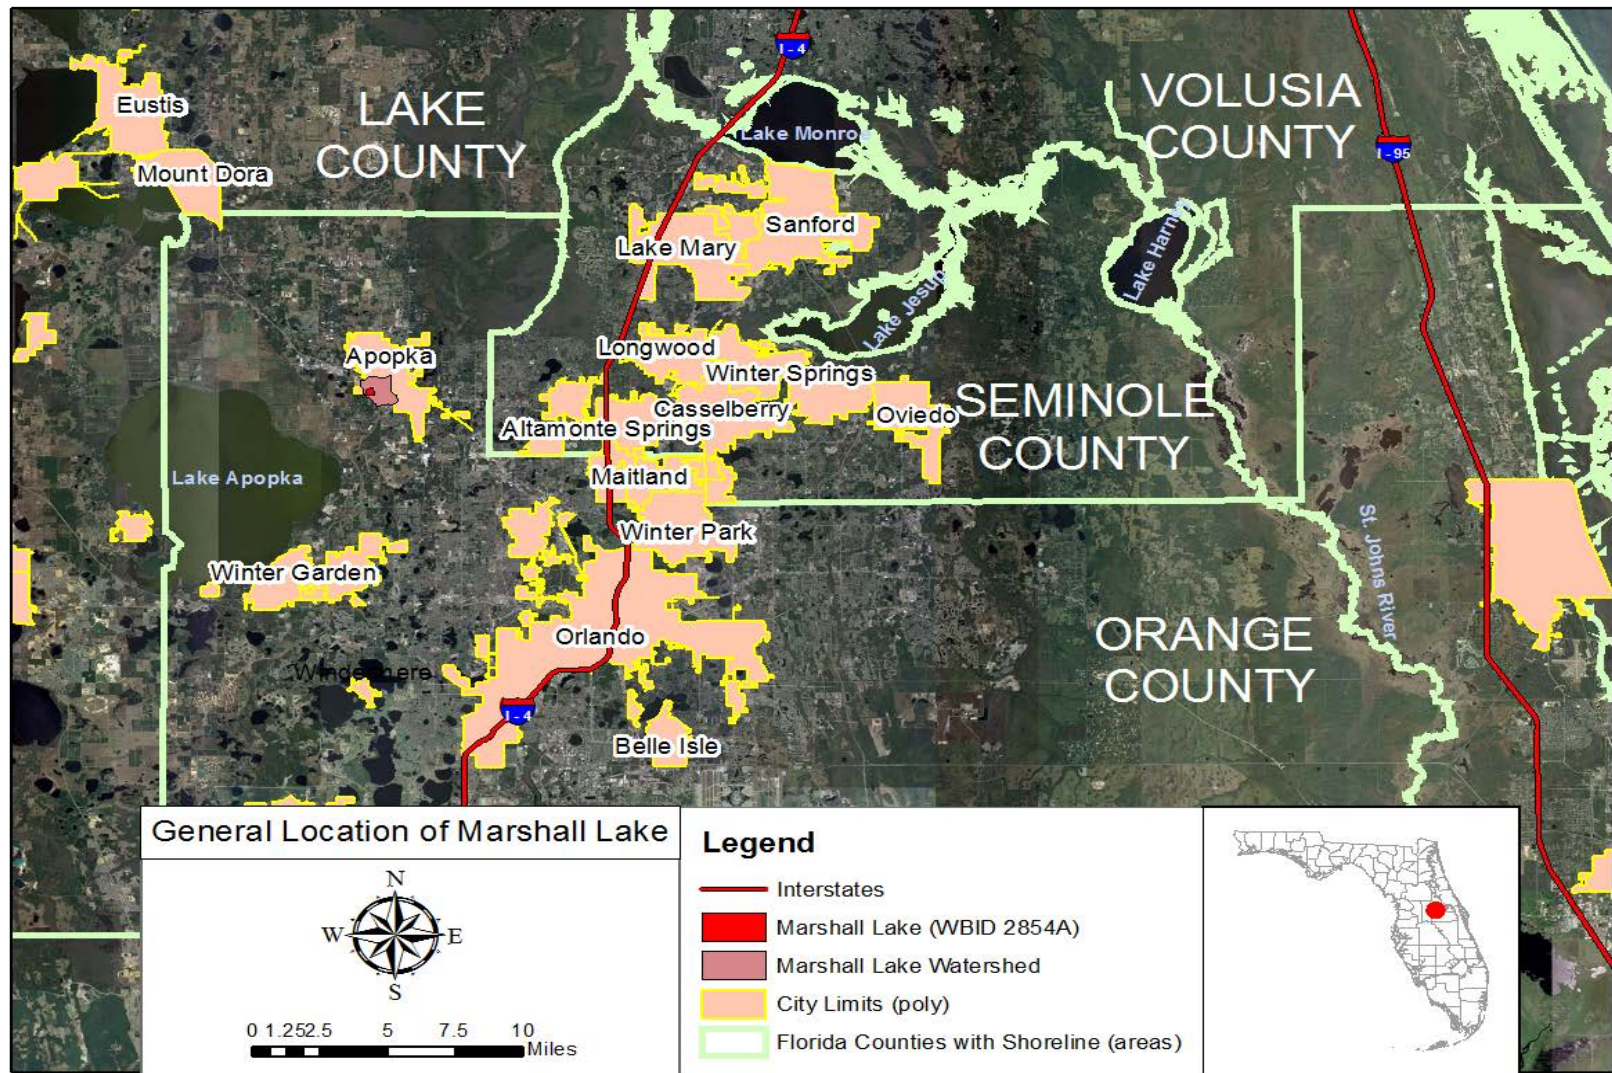 I - 4
VOLUSIA
COUNTY
LAKE
COUNTY
Eustis
Lake Monroe
I - 95
Mount Dora
Sanford
Lake Mary
Lake Harney
Lake Jesup
Longwood
Apopka
Winter Springs
SEMINOLE
COUNTY
Casselberry
Oviedo
Altamonte Springs
Maitland
Lake Apopka
Winter Park
St. Johns River
Winter Garden
Orlando
ORANGE
COUNTY
Windermere
I - 4
Belle Isle
General Location of Marshall Lake
N
W
E
S
0 1.252.5 5 7.5 10
Miles
Legend
Interstates
Marshall Lake (WBID 2854A)
Marshall Lake Watershed
City Limits (poly)
Florida Counties with Shoreline (areas)